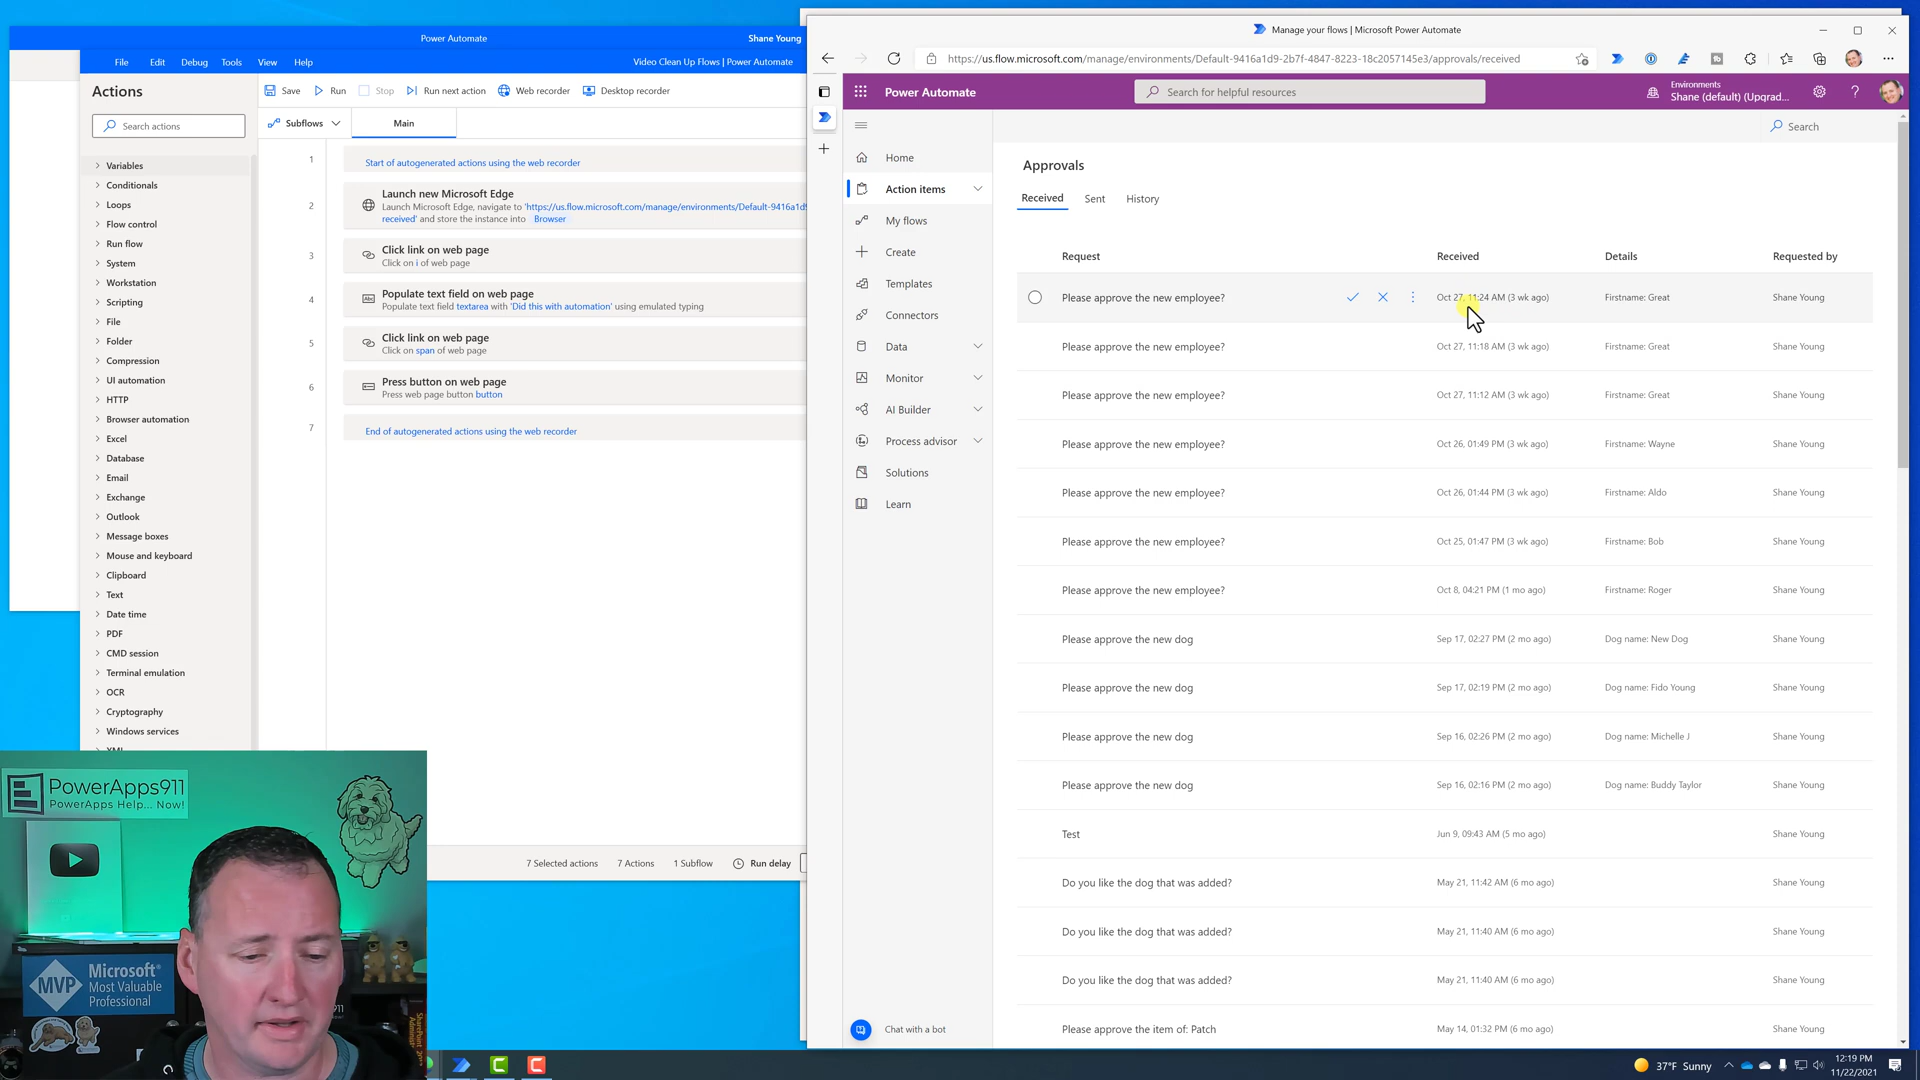 Power Automate
Shane Young
File Edit Debug Tools View Help
Video Clean Up Flows | Power Automate
Actions
Search actions
Save Run Stop Run next action Web recorder Desktop recorder
Subflows Main
Variables
Conditionals
Loops
Flow control
Run flow
System
Workstation
Scripting
File
Folder
Compression
UI automation
HTTP
Browser automation
Excel
Database
Email
Exchange
Outlook
Message boxes
Mouse and keyboard
Clipboard
Text
Date time
PDF
CMD session
Terminal emulation
OCR
Cryptography
Windows services
XML
1 Start of autogenerated actions using the web recorder
2 Launch new Microsoft Edge
Launch Microsoft Edge, navigate to 'https://us.flow.microsoft.com/manage/environments/Default-9416a1d9
received' and store the instance into Browser
3 Click link on web page
Click on i of web page
4 Populate text field on web page
Populate text field textarea with 'Did this with automation' using emulated typing
5 Click link on web page
Click on span of web page
6 Press button on web page
Press web page button button
7 End of autogenerated actions using the web recorder
7 Selected actions 7 Actions 1 Subflow Run delay
Manage your flows | Microsoft Power Automate
https://us.flow.microsoft.com/manage/environments/Default-9416a1d9-2b7f-4847-8223-18c2057145e3/approvals/received
Power Automate
Search for helpful resources
Environments
Shane (default) (Upgrad...
Home
Action items
My flows
Create
Templates
Connectors
Data
Monitor
AI Builder
Process advisor
Solutions
Learn
Chat with a bot
Search
Approvals
Received Sent History
Request Received Details Requested by
Please approve the new employee? Oct 27, 11:24 AM (3 wk ago) Firstname: Great Shane Young
Please approve the new employee? Oct 27, 11:18 AM (3 wk ago) Firstname: Great Shane Young
Please approve the new employee? Oct 27, 11:12 AM (3 wk ago) Firstname: Great Shane Young
Please approve the new employee? Oct 26, 01:49 PM (3 wk ago) Firstname: Wayne Shane Young
Please approve the new employee? Oct 26, 01:44 PM (3 wk ago) Firstname: Aldo Shane Young
Please approve the new employee? Oct 25, 01:47 PM (3 wk ago) Firstname: Bob Shane Young
Please approve the new employee? Oct 8, 04:21 PM (1 mo ago) Firstname: Roger Shane Young
Please approve the new dog Sep 17, 02:27 PM (2 mo ago) Dog name: New Dog Shane Young
Please approve the new dog Sep 17, 02:19 PM (2 mo ago) Dog name: Fido Young Shane Young
Please approve the new dog Sep 16, 02:26 PM (2 mo ago) Dog name: Michelle J Shane Young
Please approve the new dog Sep 16, 02:16 PM (2 mo ago) Dog name: Buddy Taylor Shane Young
Test Jun 9, 09:43 AM (5 mo ago) Shane Young
Do you like the dog that was added? May 21, 11:42 AM (6 mo ago) Shane Young
Do you like the dog that was added? May 21, 11:40 AM (6 mo ago) Shane Young
Do you like the dog that was added? May 21, 11:40 AM (6 mo ago) Shane Young
Please approve the item of: Patch May 14, 01:32 PM (6 mo ago) Shane Young
PowerApps911
PowerApps Help... Now!
MVP Microsoft®
Most Valuable
Professional
37°F Sunny
12:19 PM
11/22/2021